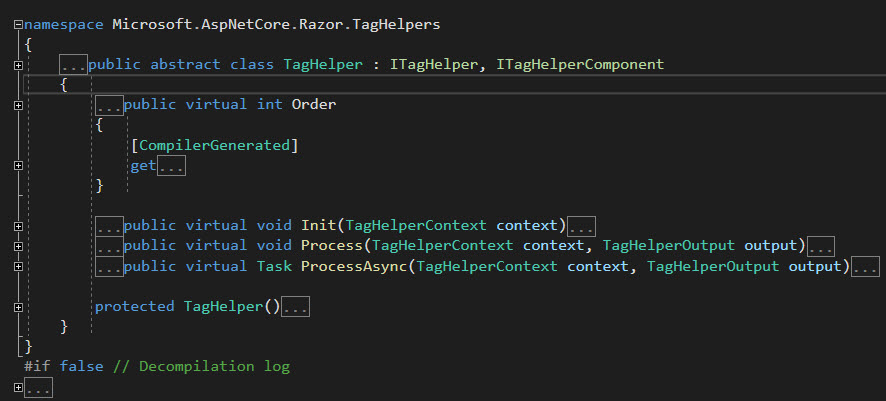 namespace Microsoft.AspNetCore.Razor.TagHelpers
{
...public abstract class TagHelper : ITagHelper, ITagHelperComponent
{
...public virtual int Order
{
[CompilerGenerated]
get...
}
...public virtual void Init(TagHelperContext context)...
...public virtual void Process(TagHelperContext context, TagHelperOutput output)...
...public virtual Task ProcessAsync(TagHelperContext context, TagHelperOutput output)...
protected TagHelper()...
}
}
#if false // Decompilation log
...